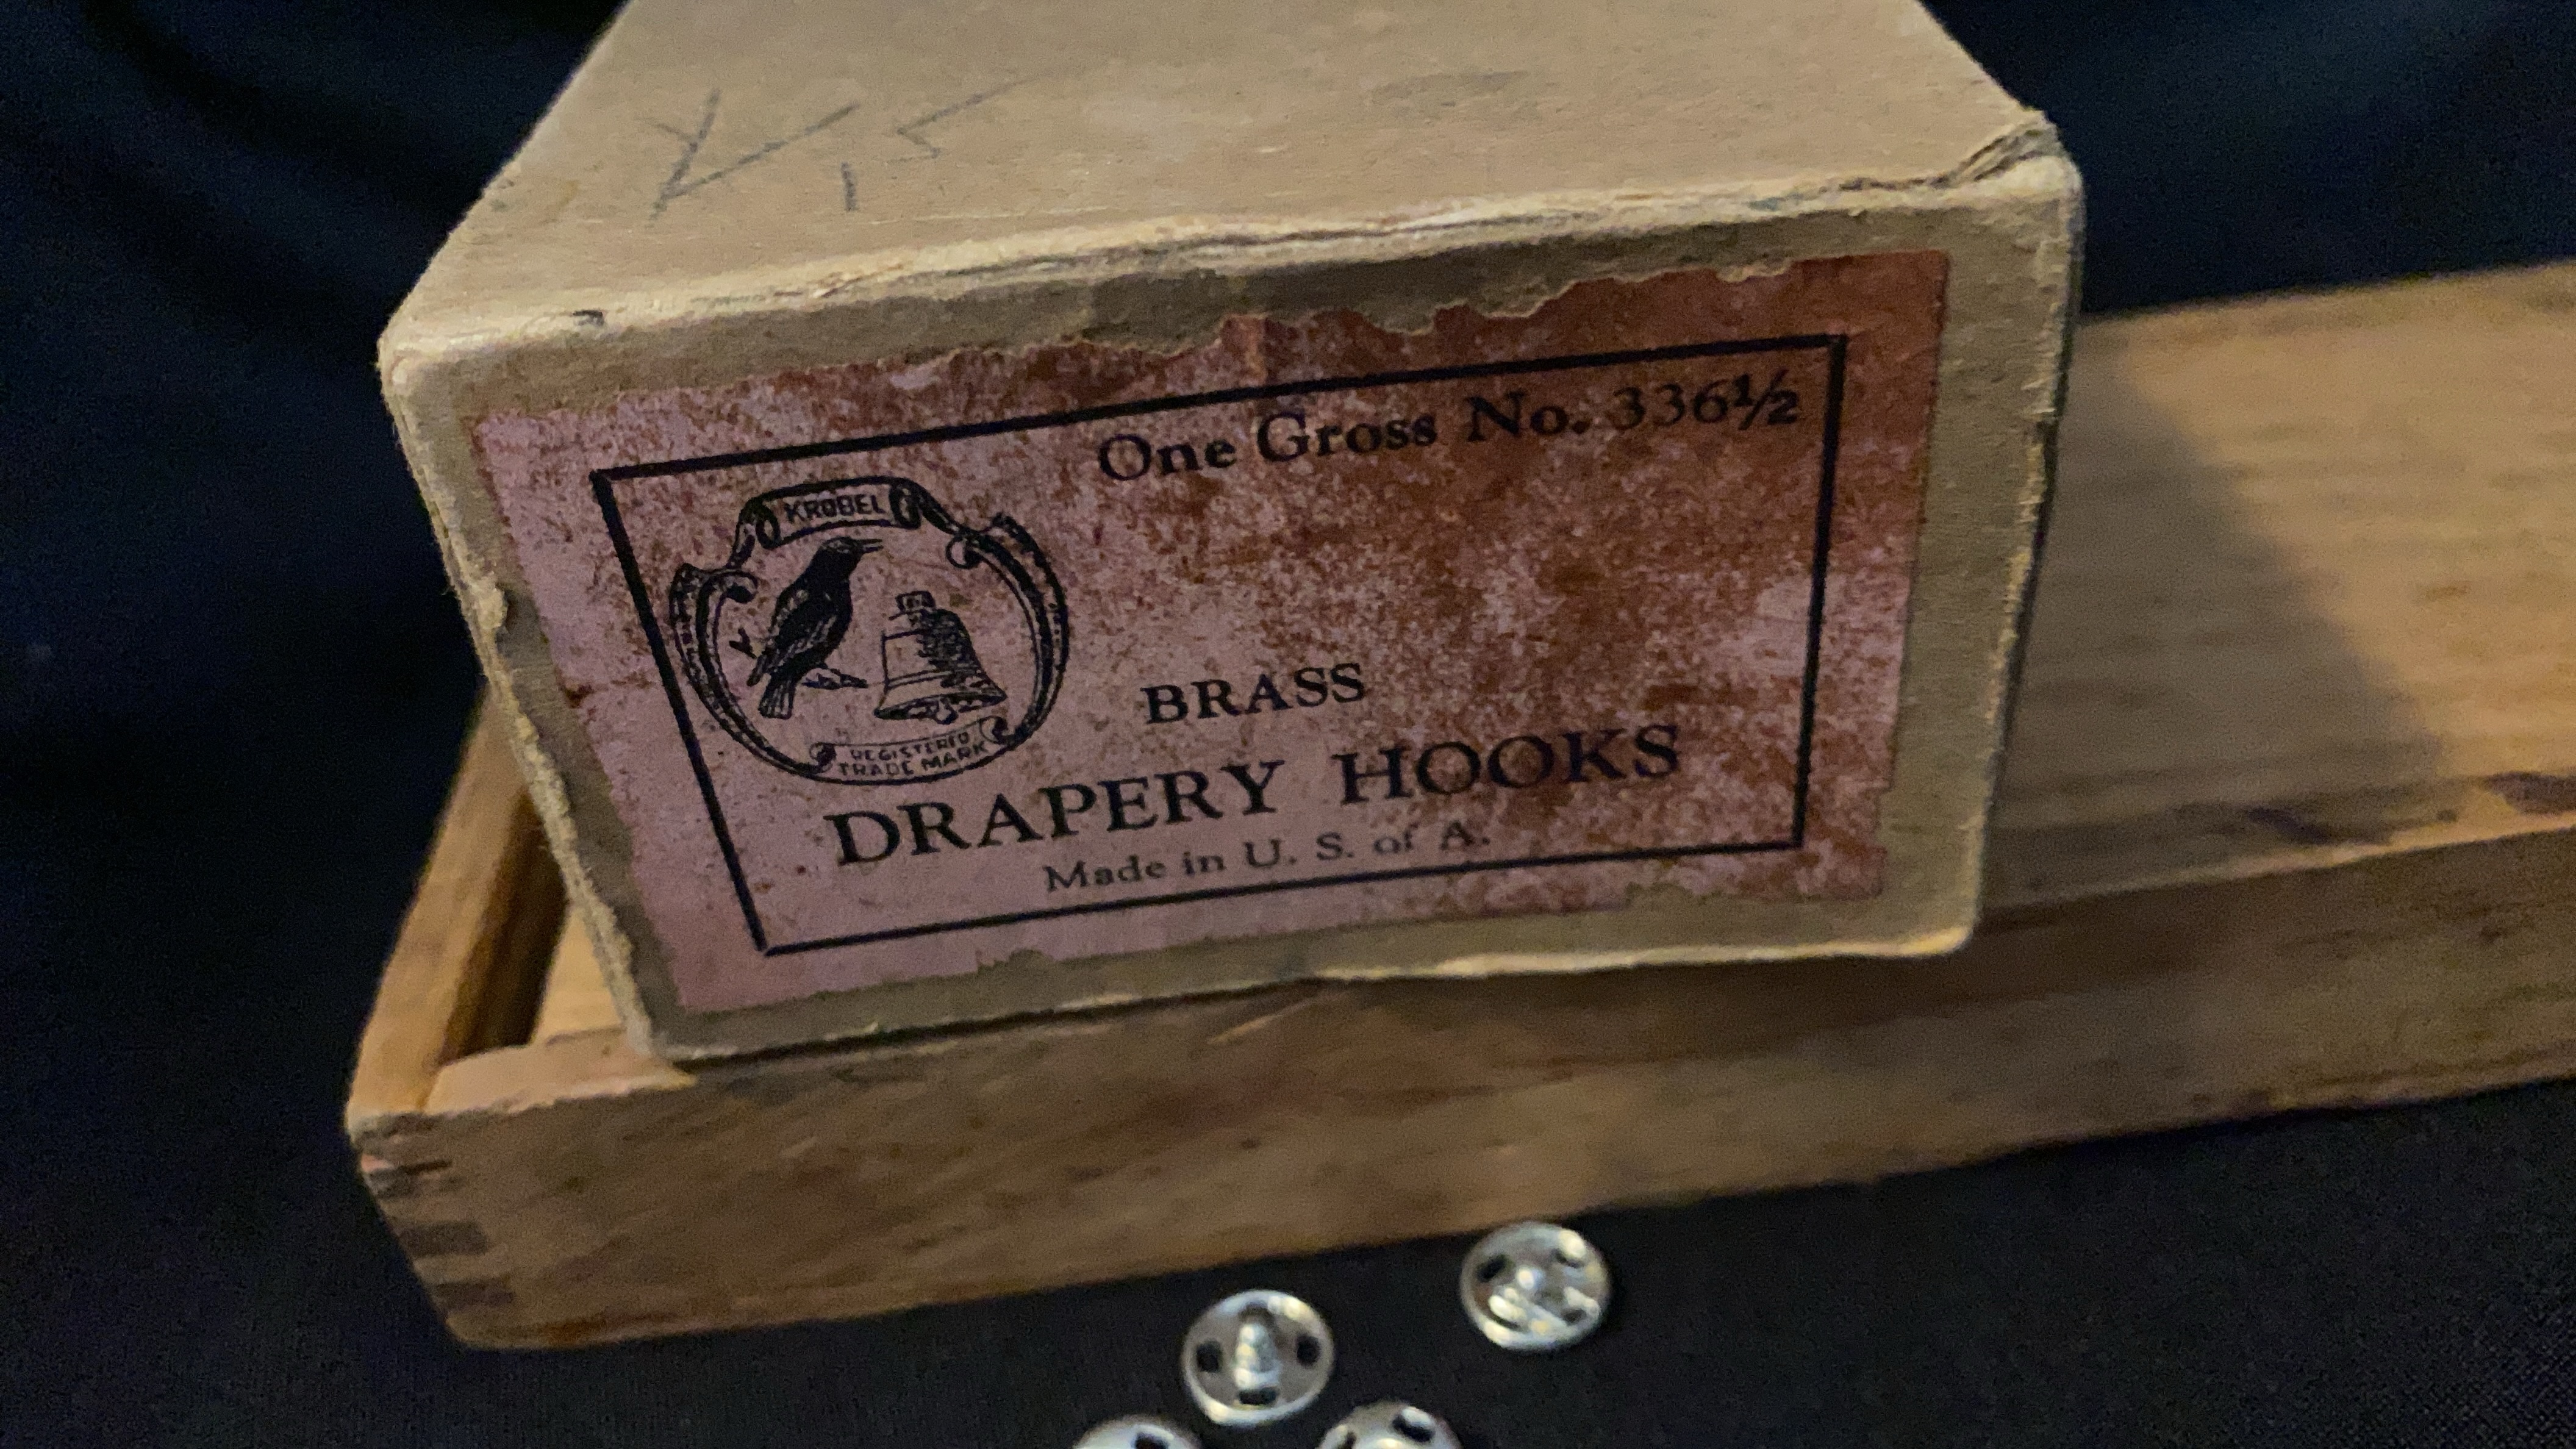 One Gross No. 336½
KROBEL
REGISTERED
TRADE MARK
BRASS
DRAPERY HOOKS
Made in U. S. of A.